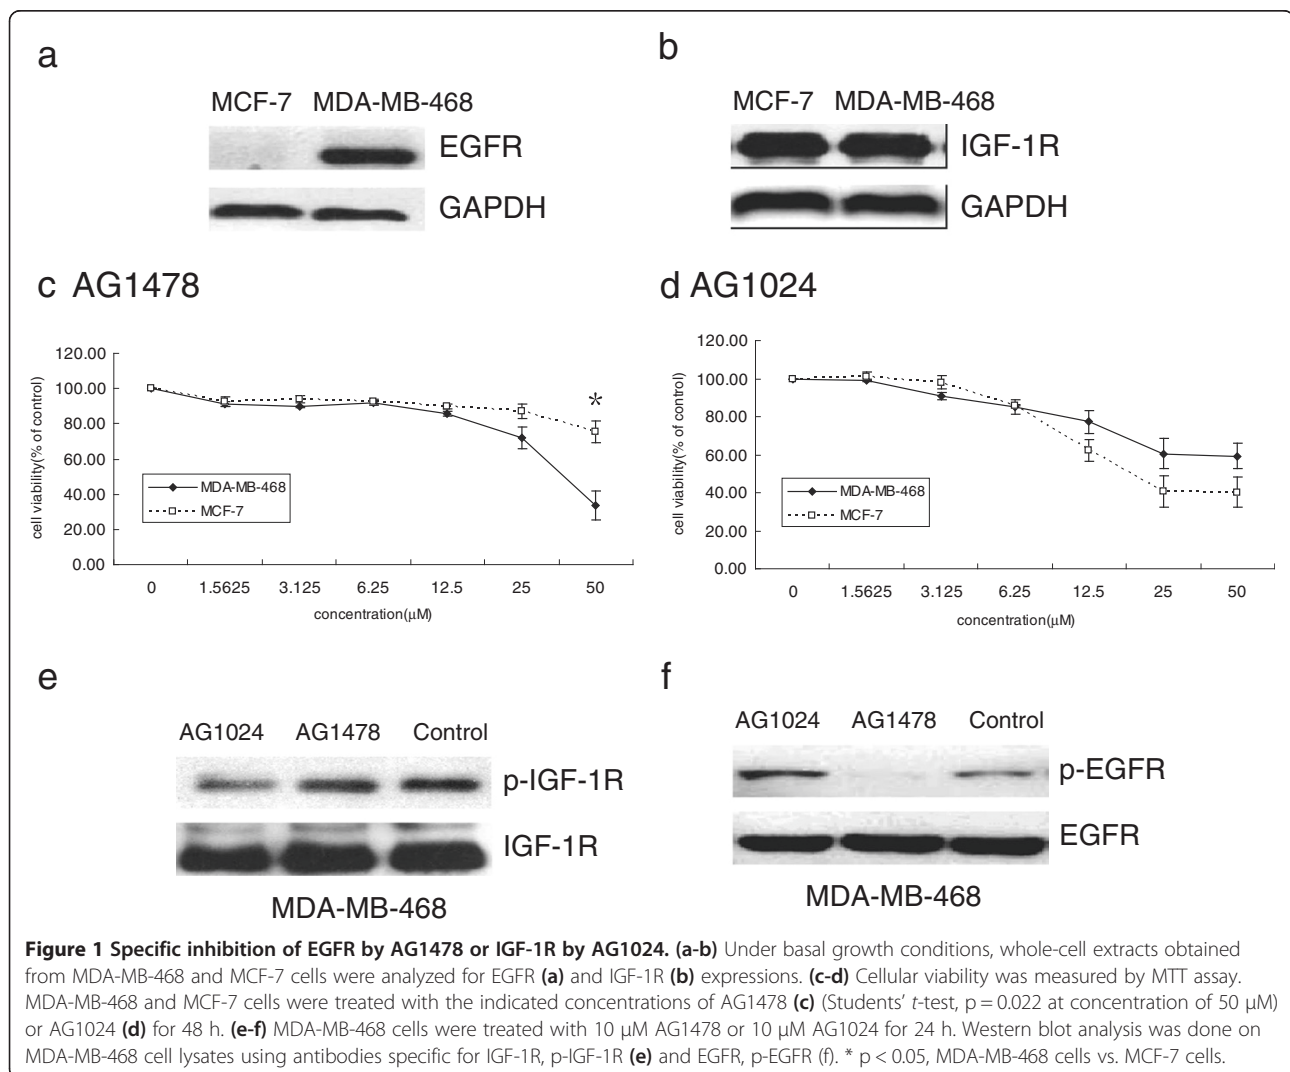 a
MCF-7 MDA-MB-468
EGFR
GAPDH
b
MCF-7 MDA-MB-468
IGF-1R
GAPDH
c AG1478
120.00
100.00
80.00
60.00
40.00
20.00
0.00
cell viability(% of control)
*
MDA-MB-468
MCF-7
0 1.5625 3.125 6.25 12.5 25 50
concentration(μM)
d AG1024
120.00
100.00
80.00
60.00
40.00
20.00
0.00
cell viability(% of control)
MDA-MB-468
MCF-7
0 1.5625 3.125 6.25 12.5 25 50
concentration(μM)
e
AG1024 AG1478 Control
p-IGF-1R
IGF-1R
MDA-MB-468
f
AG1024 AG1478 Control
p-EGFR
EGFR
MDA-MB-468
Figure 1 Specific inhibition of EGFR by AG1478 or IGF-1R by AG1024. (a-b) Under basal growth conditions, whole-cell extracts obtained
from MDA-MB-468 and MCF-7 cells were analyzed for EGFR (a) and IGF-1R (b) expressions. (c-d) Cellular viability was measured by MTT assay.
MDA-MB-468 and MCF-7 cells were treated with the indicated concentrations of AG1478 (c) (Students’ t-test, p = 0.022 at concentration of 50 μM)
or AG1024 (d) for 48 h. (e-f) MDA-MB-468 cells were treated with 10 μM AG1478 or 10 μM AG1024 for 24 h. Western blot analysis was done on
MDA-MB-468 cell lysates using antibodies specific for IGF-1R, p-IGF-1R (e) and EGFR, p-EGFR (f). * p < 0.05, MDA-MB-468 cells vs. MCF-7 cells.